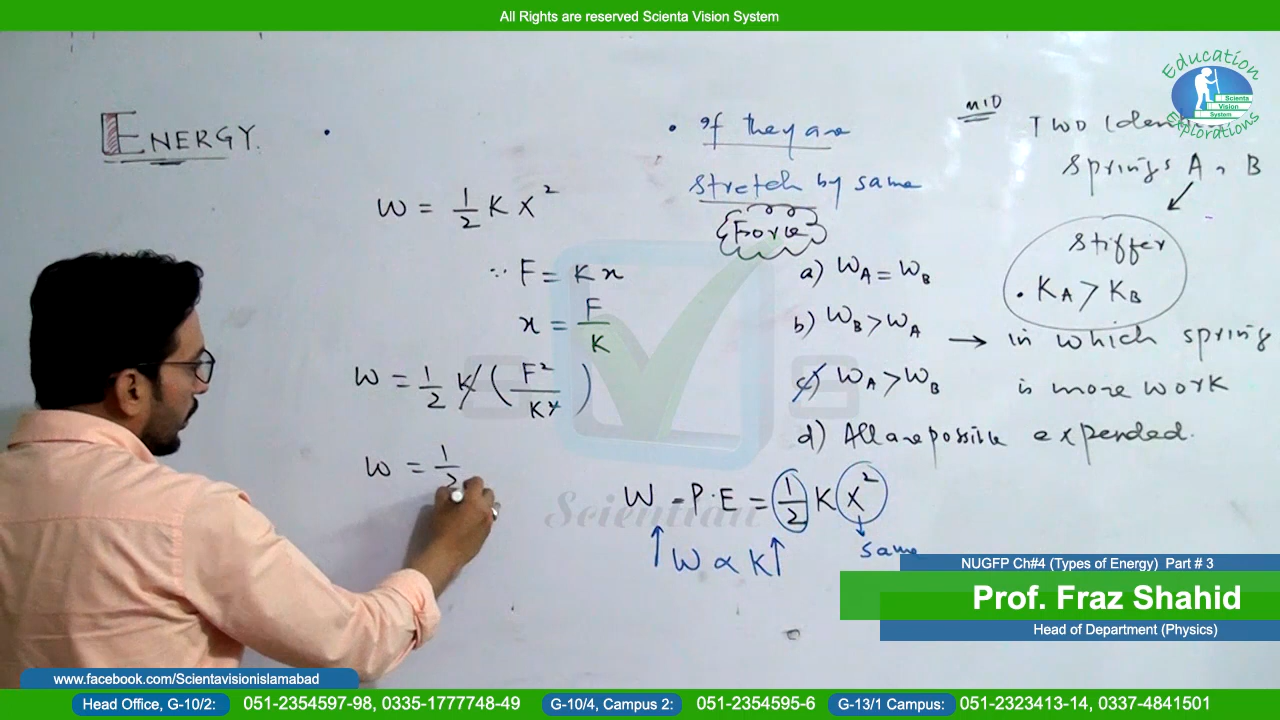 All Rights are reserved Scienta Vision System
Education
Scienta
Vision
System
Explorations
ENERGY.
W = 1/2 K X²
∵ F = Kx
x = F/K
W = 1/2 K (F²/K²)
W = 1/2
• If they are
stretch by same
Force
a) WA = WB
b) WB > WA
c) WA > WB
d) All are possible
MID
Two
springs A, B
stiffer
• KA > KB
→ in which spring
is more work
expended.
W = P.E = 1/2 K X²
same
↑ W ∝ K ↑
Scientian
NUGFP Ch#4 (Types of Energy) Part # 3
Prof. Fraz Shahid
Head of Department (Physics)
www.facebook.com/Scientavisionislamabad
Head Office, G-10/2: 051-2354597-98, 0335-1777748-49 G-10/4, Campus 2: 051-2354595-6 G-13/1 Campus: 051-2323413-14, 0337-4841501